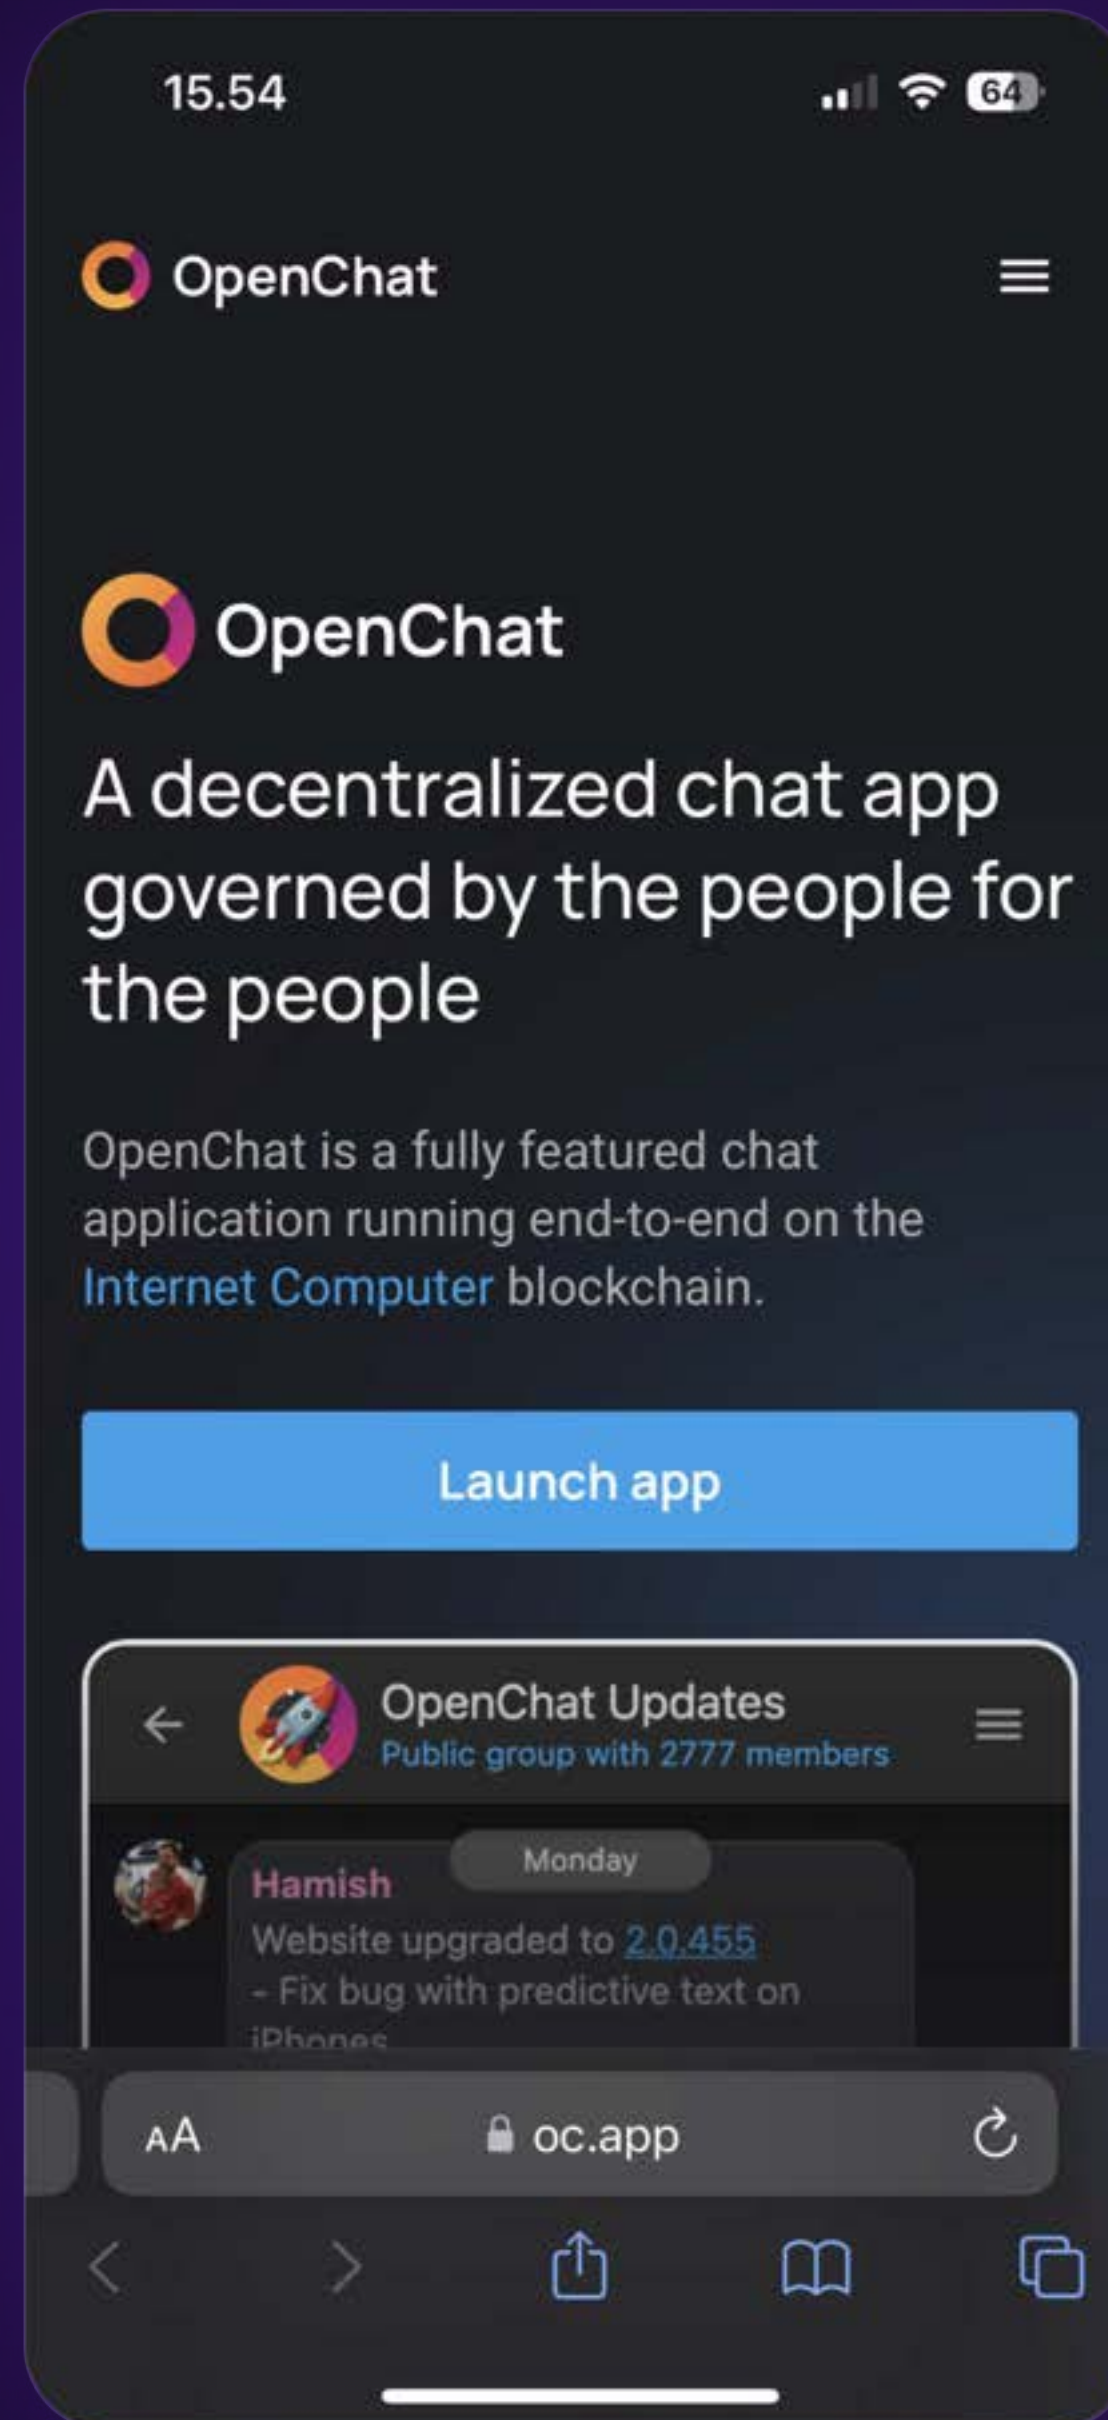 15.54
64
OpenChat
OpenChat
A decentralized chat app
governed by the people for
the people
OpenChat is a fully featured chat
application running end-to-end on the
Internet Computer blockchain.
Launch app
OpenChat Updates
Public group with 2777 members
Monday
Hamish
Website upgraded to 2.0.455
- Fix bug with predictive text on
iPhones
AA
oc.app